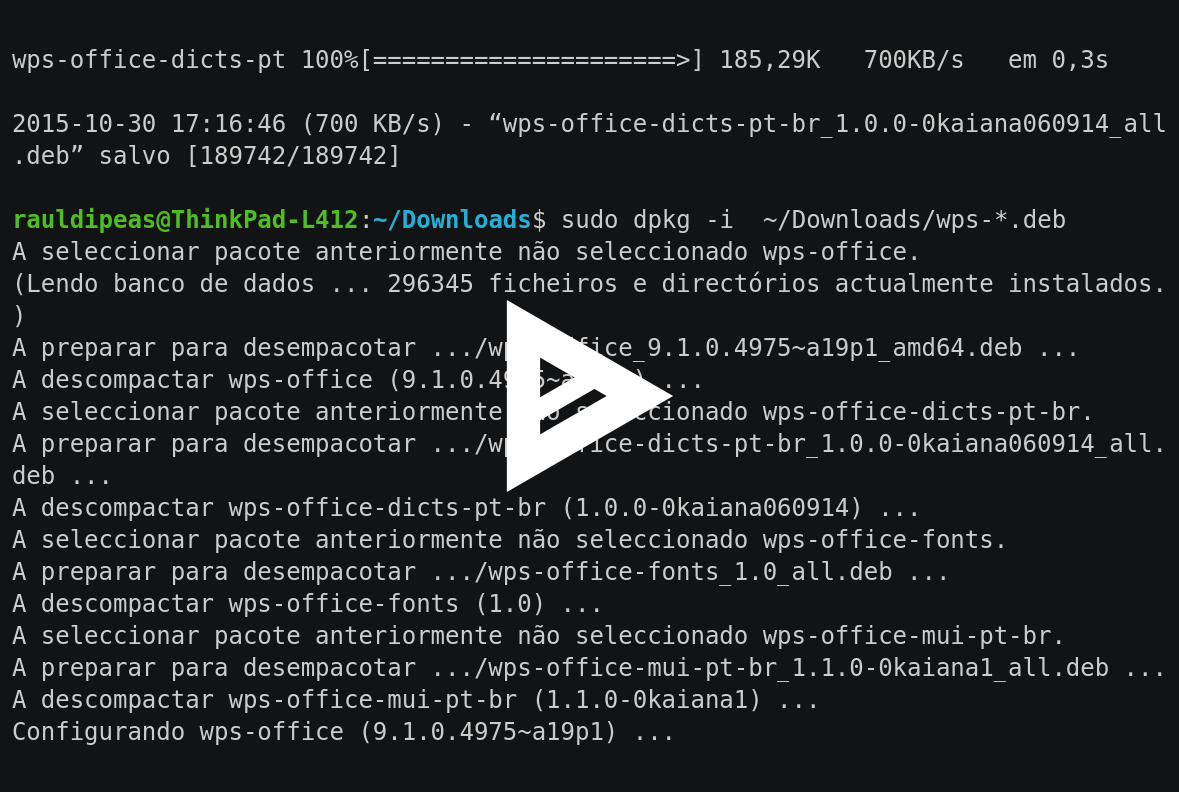 wps-office-dicts-pt 100%[=====================>] 185,29K   700KB/s   em 0,3s
2015-10-30 17:16:46 (700 KB/s) - “wps-office-dicts-pt-br_1.0.0-0kaiana060914_all
.deb” salvo [189742/189742]
rauldipeas@ThinkPad-L412:~/Downloads$ sudo dpkg -i  ~/Downloads/wps-*.deb
A seleccionar pacote anteriormente não seleccionado wps-office.
(Lendo banco de dados ... 296345 ficheiros e directórios actualmente instalados.
)
A preparar para desempacotar .../wps-office_9.1.0.4975~a19p1_amd64.deb ...
A descompactar wps-office (9.1.0.4975~a19p1) ...
A seleccionar pacote anteriormente não seleccionado wps-office-dicts-pt-br.
A preparar para desempacotar .../wps-office-dicts-pt-br_1.0.0-0kaiana060914_all.
deb ...
A descompactar wps-office-dicts-pt-br (1.0.0-0kaiana060914) ...
A seleccionar pacote anteriormente não seleccionado wps-office-fonts.
A preparar para desempacotar .../wps-office-fonts_1.0_all.deb ...
A descompactar wps-office-fonts (1.0) ...
A seleccionar pacote anteriormente não seleccionado wps-office-mui-pt-br.
A preparar para desempacotar .../wps-office-mui-pt-br_1.1.0-0kaiana1_all.deb ...
A descompactar wps-office-mui-pt-br (1.1.0-0kaiana1) ...
Configurando wps-office (9.1.0.4975~a19p1) ...